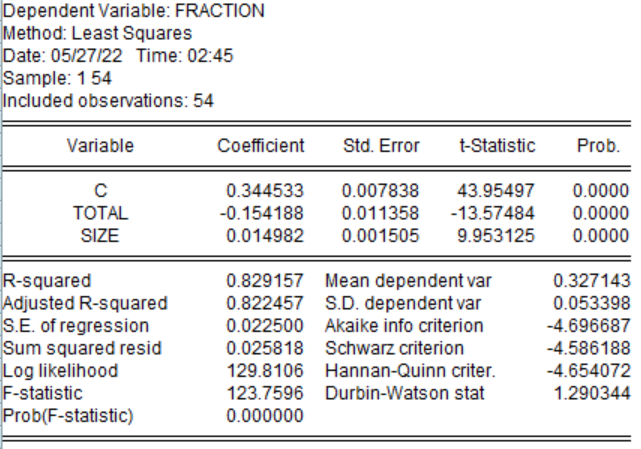 Dependent Variable: FRACTION
Method: Least Squares
Date: 05/27/22 Time: 02:45
Sample: 1 54
Included observations: 54
Variable Coefficient Std. Error t-Statistic Prob.
C 0.344533 0.007838 43.95497 0.0000
TOTAL -0.154188 0.011358 -13.57484 0.0000
SIZE 0.014982 0.001505 9.953125 0.0000
R-squared 0.829157 Mean dependent var 0.327143
Adjusted R-squared 0.822457 S.D. dependent var 0.053398
S.E. of regression 0.022500 Akaike info criterion -4.696687
Sum squared resid 0.025818 Schwarz criterion -4.586188
Log likelihood 129.8106 Hannan-Quinn criter. -4.654072
F-statistic 123.7596 Durbin-Watson stat 1.290344
Prob(F-statistic) 0.000000